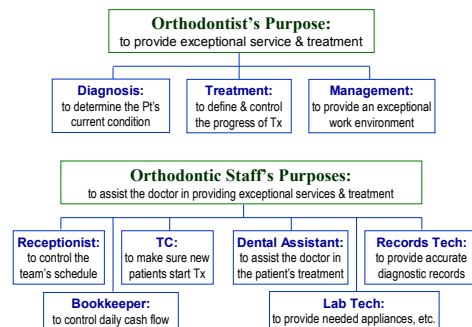 Orthodontist's Purpose:
to provide exceptional service & treatment
Diagnosis:
to determine the Pt's
current condition
Treatment:
to define & control
the progress of Tx
Management:
to provide an exceptional
work environment
Orthodontic Staff's Purposes:
to assist the doctor in providing exceptional services & treatment
Receptionist:
to control the
team's schedule
TC:
to make sure new
patients start Tx
Dental Assistant:
to assist the doctor in
the patient's treatment
Records Tech:
to provide accurate
diagnostic records
Bookkeeper:
to control daily cash flow
Lab Tech:
to provide needed appliances, etc.